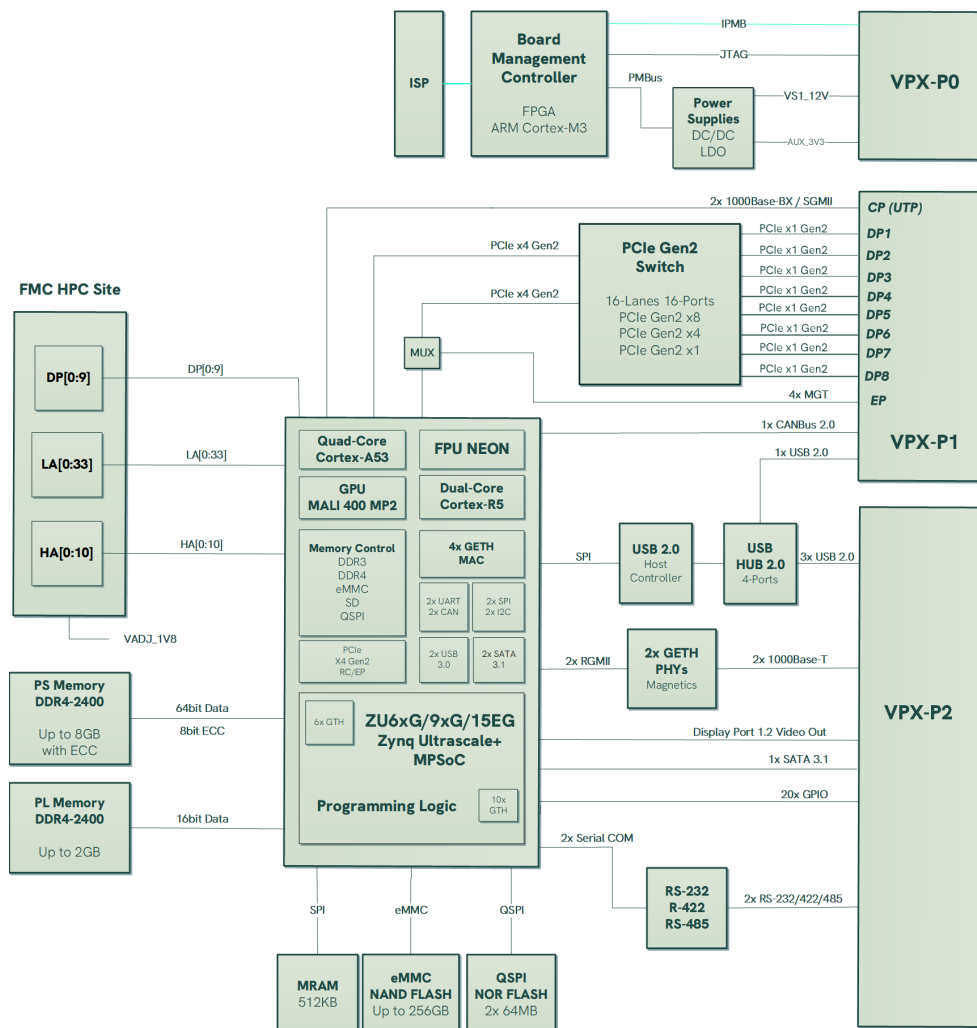 ISP
Board
Management
Controller
FPGA
ARM Cortex-M3
IPMB
JTAG
PMBus
Power
Supplies
DC/DC
LDO
VS1_12V
AUX_3V3
VPX-P0
2x 1000Base-BX / SGMII
CP (UTP)
PCIe x4 Gen2
PCIe x4 Gen2
MUX
PCIe Gen2
Switch
16-Lanes 16-Ports
PCIe Gen2 x8
PCIe Gen2 x4
PCIe Gen2 x1
PCIe x1 Gen2
DP1
PCIe x1 Gen2
DP2
PCIe x1 Gen2
DP3
PCIe x1 Gen2
DP4
PCIe x1 Gen2
DP5
PCIe x1 Gen2
DP6
PCIe x1 Gen2
DP7
PCIe x1 Gen2
DP8
4x MGT
EP
1x CANBus 2.0
VPX-P1
1x USB 2.0
FMC HPC Site
DP[0:9]
DP[0:9]
LA[0:33]
LA[0:33]
HA[0:10]
HA[0:10]
VADJ_1V8
PS Memory
DDR4-2400
Up to 8GB
with ECC
64bit Data
8bit ECC
PL Memory
DDR4-2400
Up to 2GB
16bit Data
Quad-Core
Cortex-A53
FPU NEON
GPU
MALI 400 MP2
Dual-Core
Cortex-R5
Memory Control
DDR3
DDR4
eMMC
SD
QSPI
4x GETH
MAC
2x UART
2x CAN
2x SPI
2x I2C
PCIe
X4 Gen2
RC/EP
2x USB
3.0
2x SATA
3.1
6x GTH
ZU6xG/9xG/15EG
Zynq Ultrascale+
MPSoC
Programming Logic
10x
GTH
SPI
USB 2.0
Host
Controller
USB
HUB 2.0
4-Ports
3x USB 2.0
2x RGMII
2x GETH
PHYs
Magnetics
2x 1000Base-T
VPX-P2
Display Port 1.2 Video Out
1x SATA 3.1
20x GPIO
2x Serial COM
RS-232
R-422
RS-485
2x RS-232/422/485
SPI
eMMC
QSPI
MRAM
512KB
eMMC
NAND FLASH
Up to 256GB
QSPI
NOR FLASH
2x 64MB